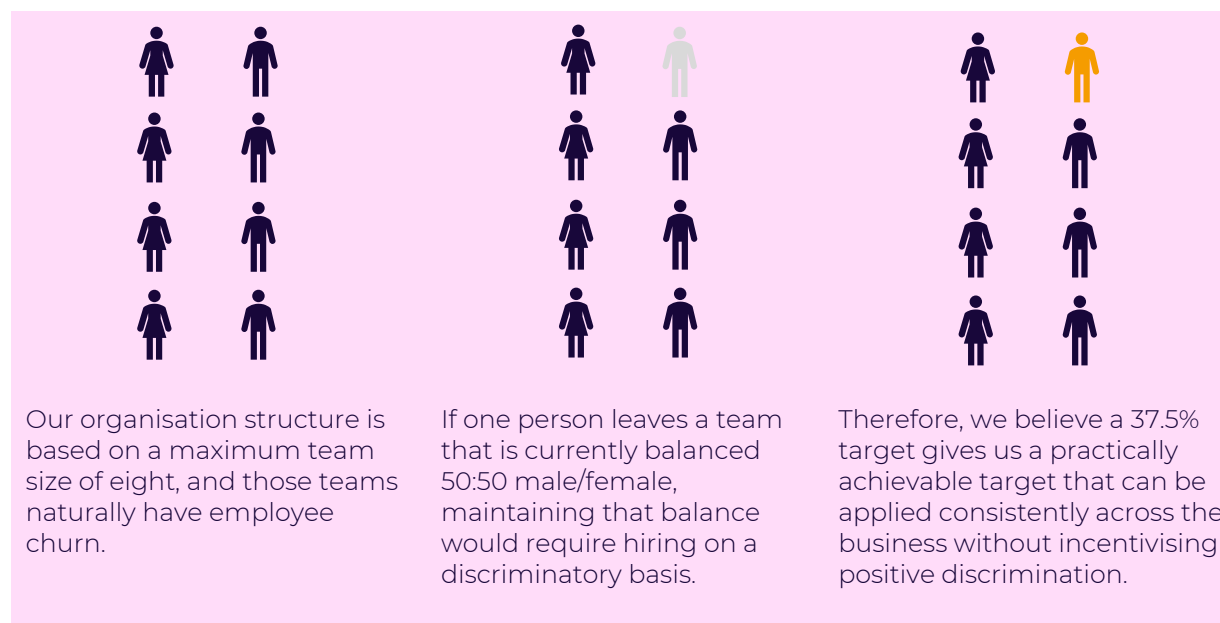 Our organisation structure is
based on a maximum team
size of eight, and those teams
naturally have employee
churn.
If one person leaves a team
that is currently balanced
50:50 male/female,
maintaining that balance
would require hiring on a
discriminatory basis.
Therefore, we believe a 37.5%
target gives us a practically
achievable target that can be
applied consistently across the
business without incentivising
positive discrimination.